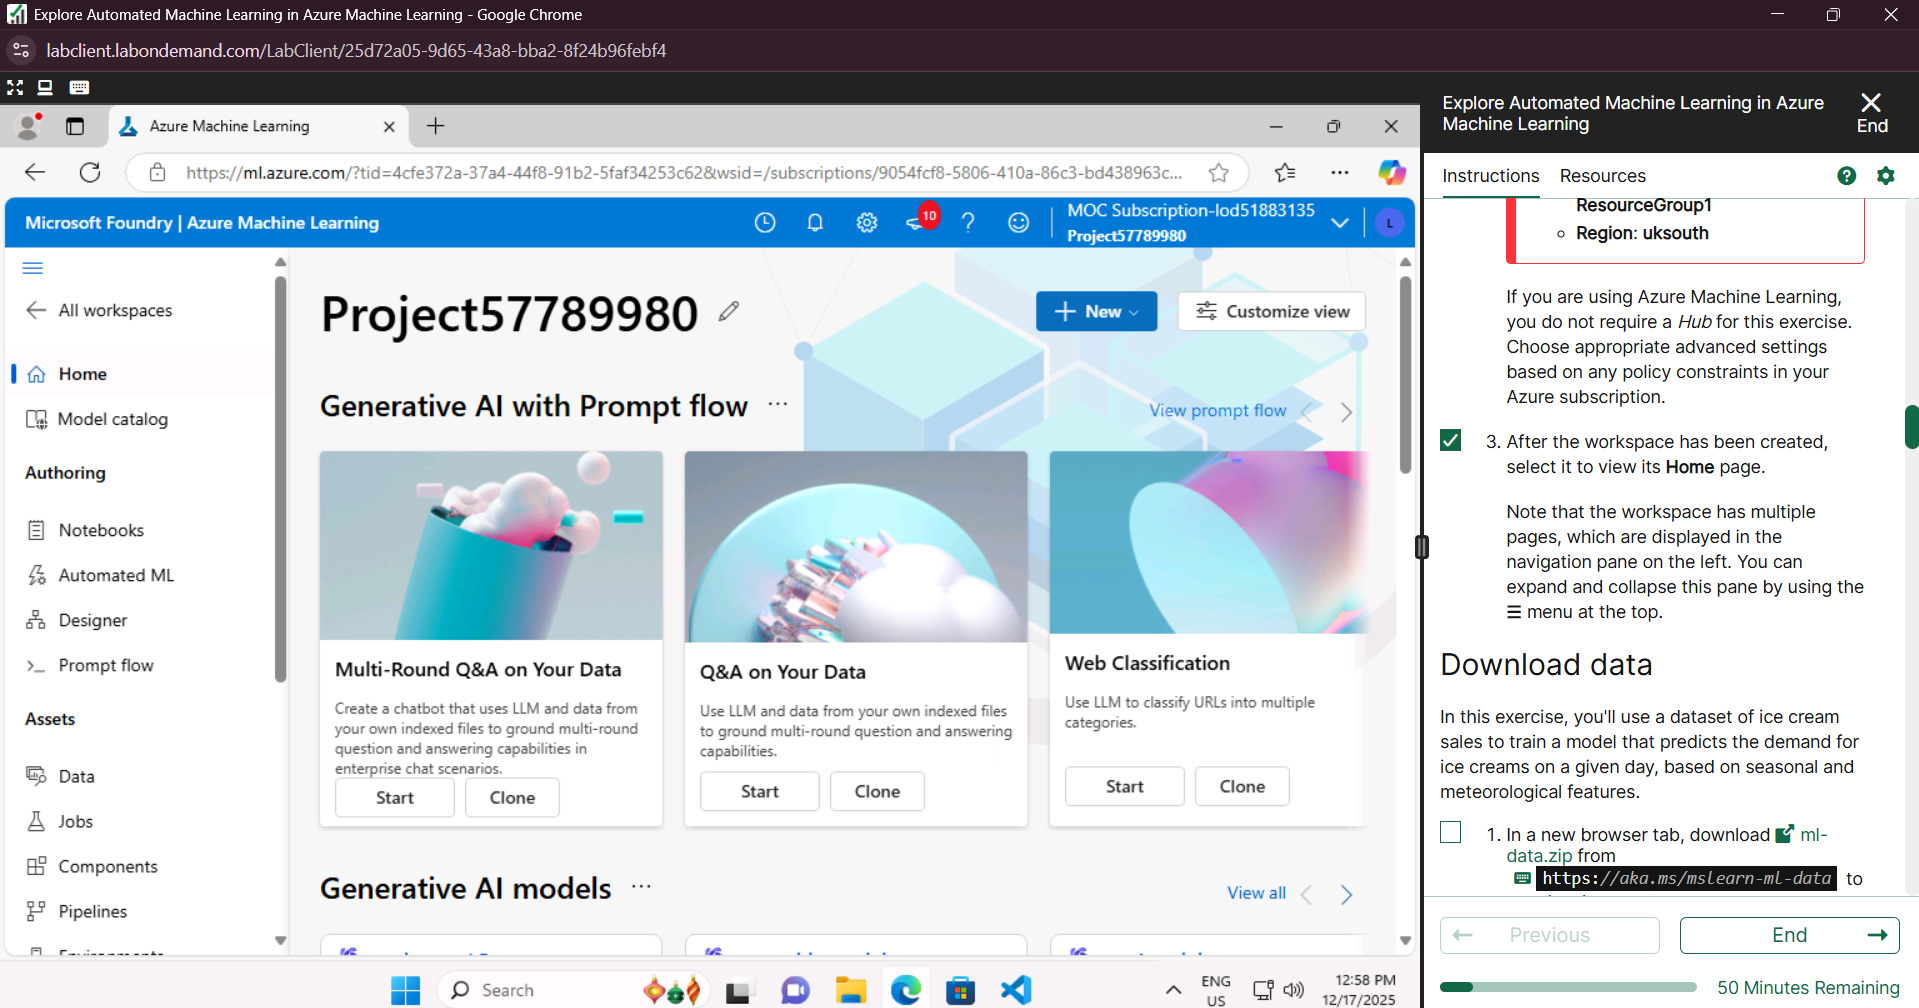 Explore Automated Machine Learning in Azure Machine Learning - Google Chrome
labclient.labondemand.com/LabClient/25d72a05-9d65-43a8-bba2-8f24b96febf4
Azure Machine Learning
https://ml.azure.com/?tid=4cfe372a-37a4-44f8-91b2-5faf34253c62&wsid=/subscriptions/9054fcf8-5806-410a-86c3-bd438963c...
Microsoft Foundry | Azure Machine Learning
10
MOC Subscription-lod51883135
Project57789980
L
All workspaces
Home
Model catalog
Authoring
Notebooks
Automated ML
Designer
Prompt flow
Assets
Data
Jobs
Components
Pipelines
Project57789980
New
Customize view
Generative AI with Prompt flow ...
View prompt flow
Multi-Round Q&A on Your Data
Create a chatbot that uses LLM and data from
your own indexed files to ground multi-round
question and answering capabilities in
enterprise chat scenarios.
Start
Clone
Q&A on Your Data
Use LLM and data from your own indexed files
to ground multi-round question and answering
capabilities.
Start
Clone
Web Classification
Use LLM to classify URLs into multiple
categories.
Start
Clone
Generative AI models ...
View all
Search
ENG
US
12:58 PM
12/17/2025
Explore Automated Machine Learning in Azure
Machine Learning
End
Instructions
Resources
ResourceGroup1
Region: uksouth
If you are using Azure Machine Learning,
you do not require a Hub for this exercise.
Choose appropriate advanced settings
based on any policy constraints in your
Azure subscription.
3. After the workspace has been created,
select it to view its Home page.
Note that the workspace has multiple
pages, which are displayed in the
navigation pane on the left. You can
expand and collapse this pane by using the
☰ menu at the top.
Download data
In this exercise, you'll use a dataset of ice cream
sales to train a model that predicts the demand for
ice creams on a given day, based on seasonal and
meteorological features.
1. In a new browser tab, download ml-
data.zip from
https://aka.ms/mslearn-ml-data to
Previous
End
50 Minutes Remaining